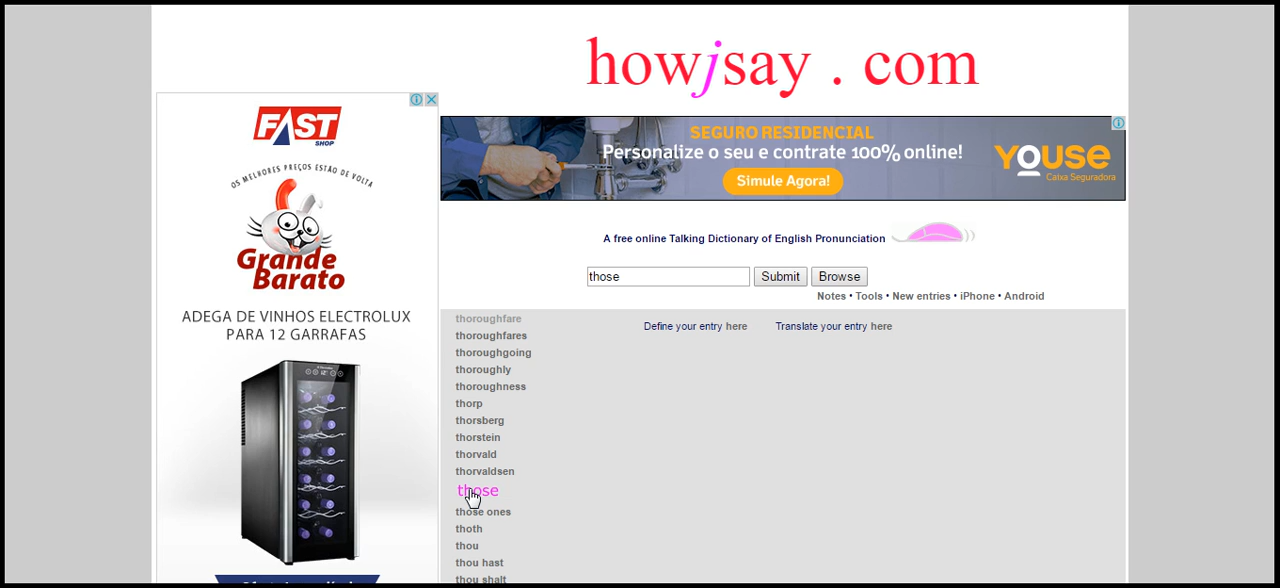 howjsay . com
FAST
SHOP
OS MELHORES PREÇOS ESTÃO DE VOLTA
Grande
Barato
ADEGA DE VINHOS ELECTROLUX
PARA 12 GARRAFAS
SEGURO RESIDENCIAL
Personalize o seu e contrate 100% online!
Simule Agora!
YOUSE
Caixa Seguradora
A free online Talking Dictionary of English Pronunciation
those
Submit
Browse
Notes • Tools • New entries • iPhone • Android
Define your entry here
Translate your entry here
thoroughfare
thoroughfares
thoroughgoing
thoroughly
thoroughness
thorp
thorsberg
thorstein
thorvald
thorvaldsen
those
those ones
thoth
thou
thou hast
thou shalt